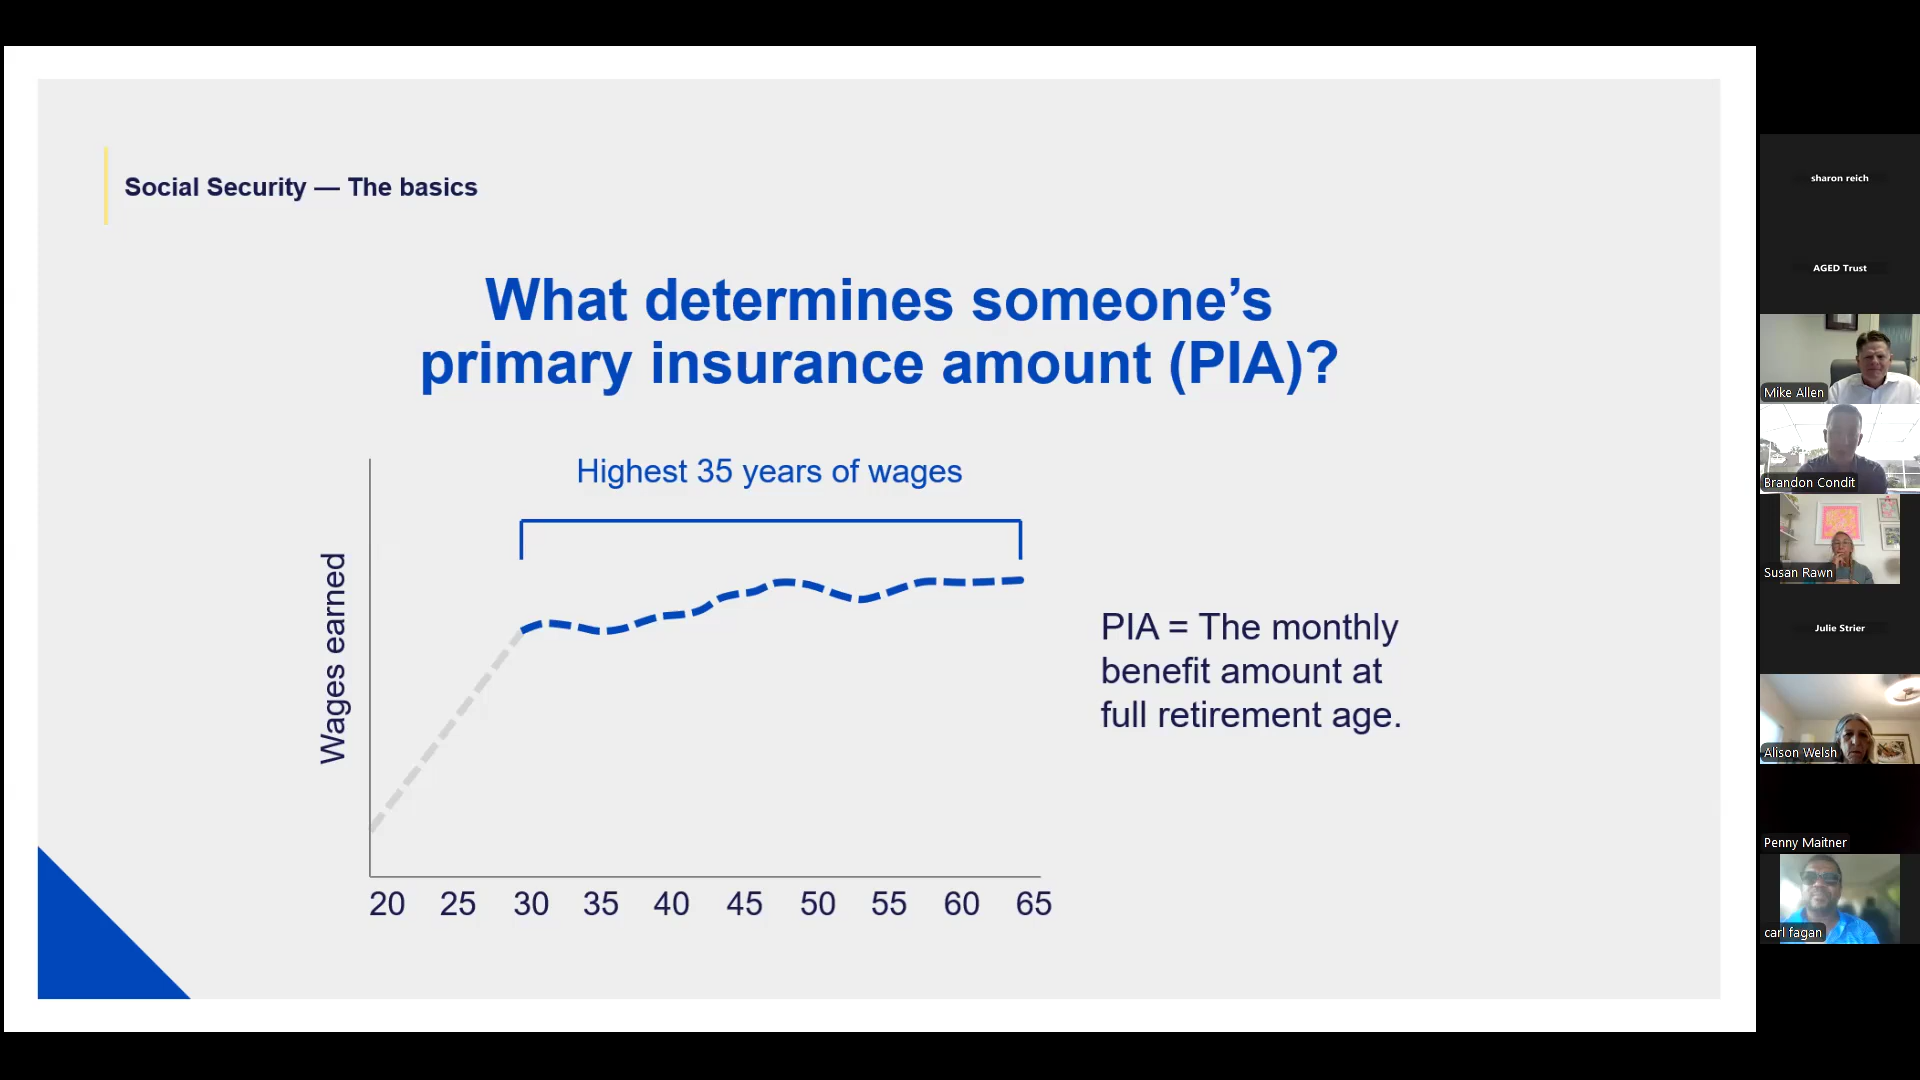 Social Security — The basics
What determines someone’s
primary insurance amount (PIA)?
Highest 35 years of wages
Wages earned
PIA = The monthly
benefit amount at
full retirement age.
20 25 30 35 40 45 50 55 60 65
sharon reich
AGED Trust
Mike Allen
Brandon Condit
Susan Rawn
Julie Strier
Alison Welsh
Penny Maitner
carl fagan